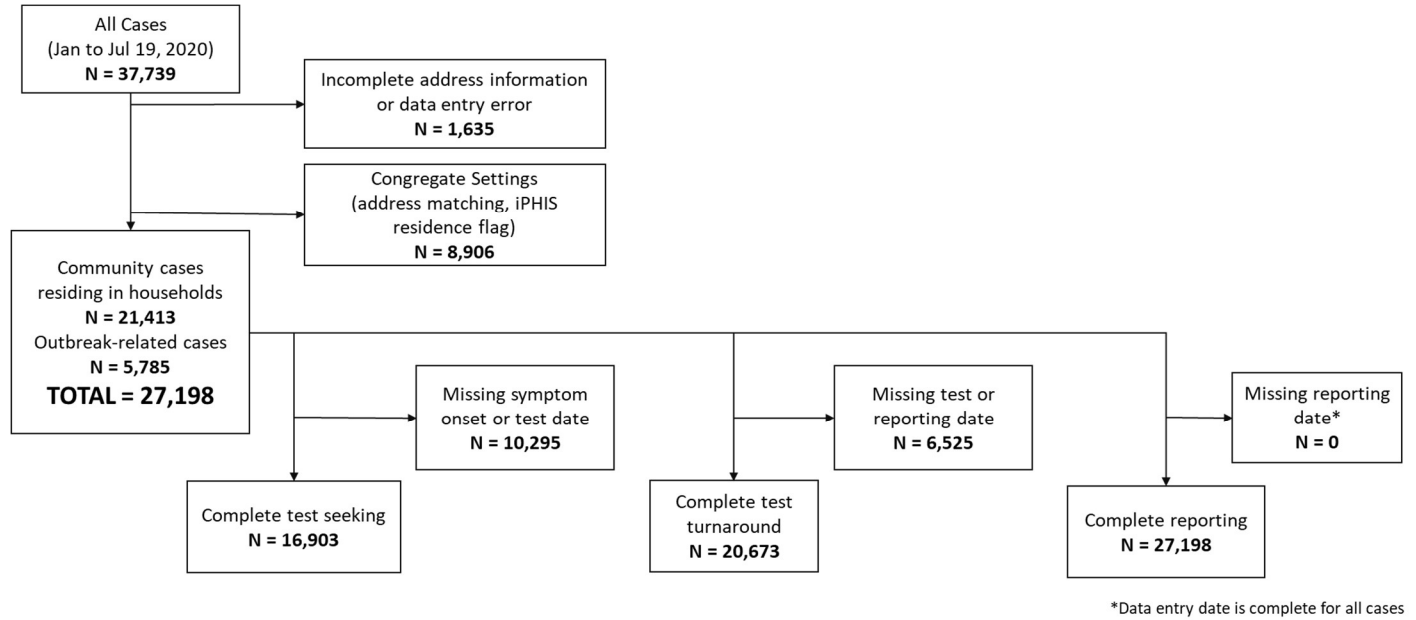 All Cases
(Jan to Jul 19, 2020)
N = 37,739
Incomplete address information
or data entry error
N = 1,635
Congregate Settings
(address matching, iPHIS
residence flag)
N = 8,906
Community cases
residing in households
N = 21,413
Outbreak-related cases
N = 5,785
TOTAL = 27,198
Missing symptom
onset or test date
N = 10,295
Missing test or
reporting date
N = 6,525
Missing reporting
date*
N = 0
Complete test seeking
N = 16,903
Complete test
turnaround
N = 20,673
Complete reporting
N = 27,198
*Data entry date is complete for all cases